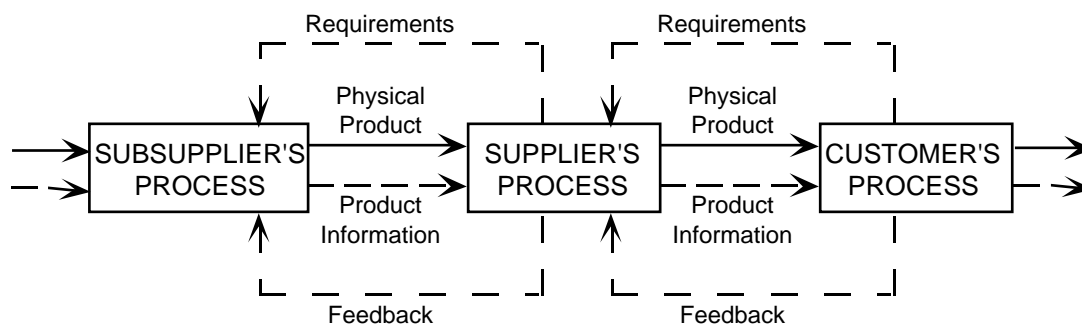 Requirements
Requirements
Physical
Product
Physical
Product
SUBSUPPLIER'S
PROCESS
SUPPLIER'S
PROCESS
CUSTOMER'S
PROCESS
Product
Information
Product
Information
Feedback
Feedback